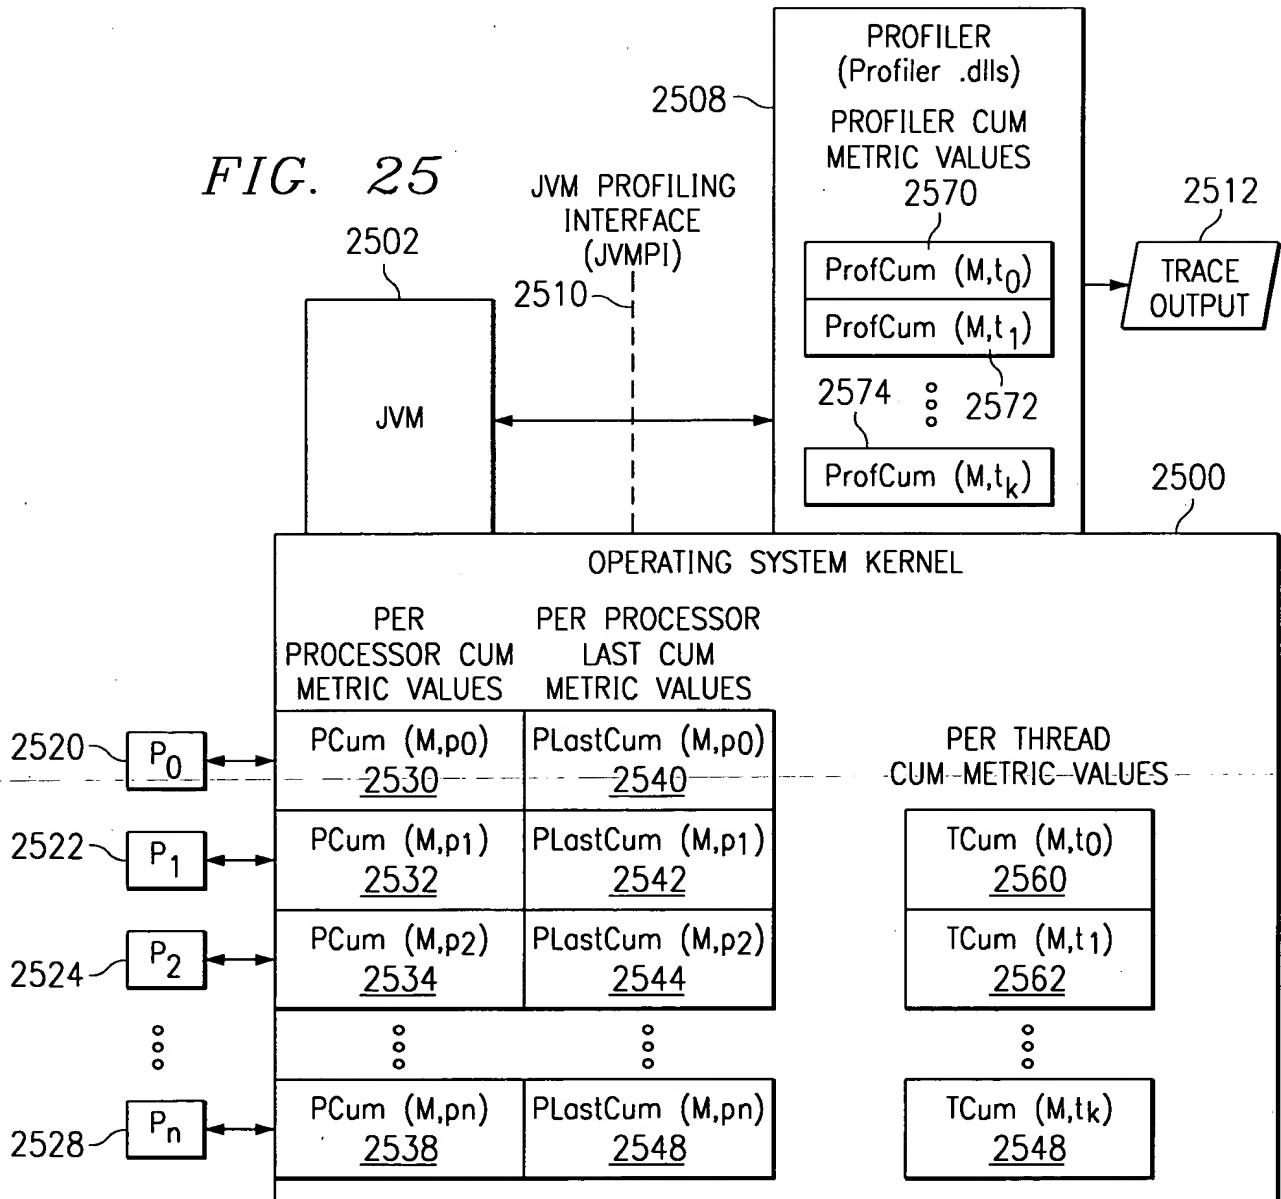 FIG. 25
PROFILER
(Profiler .dlls)
2508
PROFILER CUM
METRIC VALUES
2570
ProfCum (M,t0)
ProfCum (M,t1)
2574
2572
ProfCum (M,tk)
2512
TRACE
OUTPUT
JVM PROFILING
INTERFACE
(JVMPI)
2510
2502
JVM
2500
OPERATING SYSTEM KERNEL
PER
PROCESSOR CUM
METRIC VALUES
PER PROCESSOR
LAST CUM
METRIC VALUES
PER THREAD
CUM METRIC VALUES
2520
P0
PCum (M,p0)
2530
PLastCum (M,p0)
2540
2522
P1
PCum (M,p1)
2532
PLastCum (M,p1)
2542
TCum (M,t0)
2560
2524
P2
PCum (M,p2)
2534
PLastCum (M,p2)
2544
TCum (M,t1)
2562
2528
Pn
PCum (M,pn)
2538
PLastCum (M,pn)
2548
TCum (M,tk)
2548